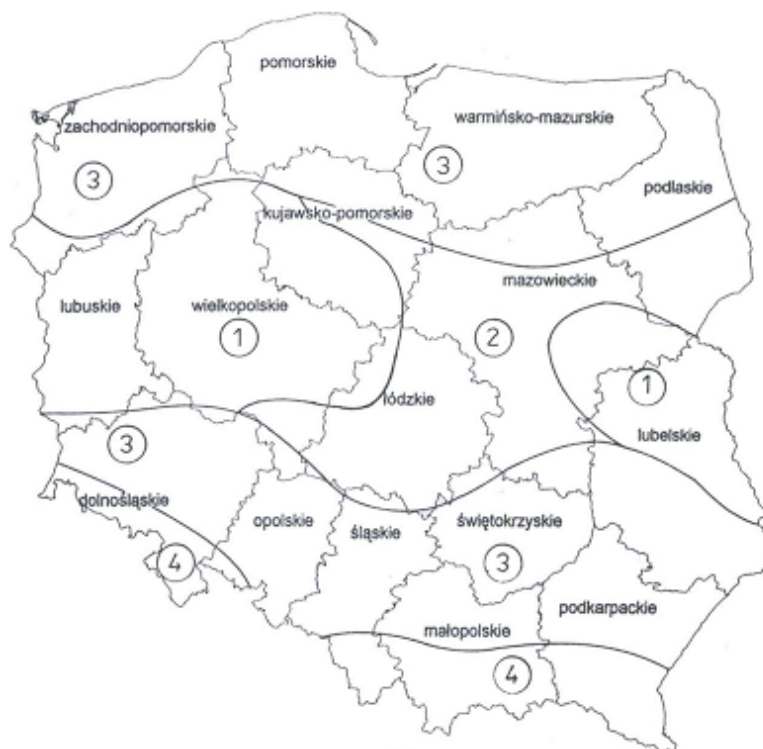 pomorskie
warmińsko-mazurskie
zachodniopomorskie
3
3
podlaskie
kujawsko-pomorskie
mazowieckie
lubuskie
wielkopolskie
1
2
1
łódzkie
lubelskie
3
dolnośląskie
opolskie
śląskie
świętokrzyskie
4
3
podkarpackie
małopolskie
4